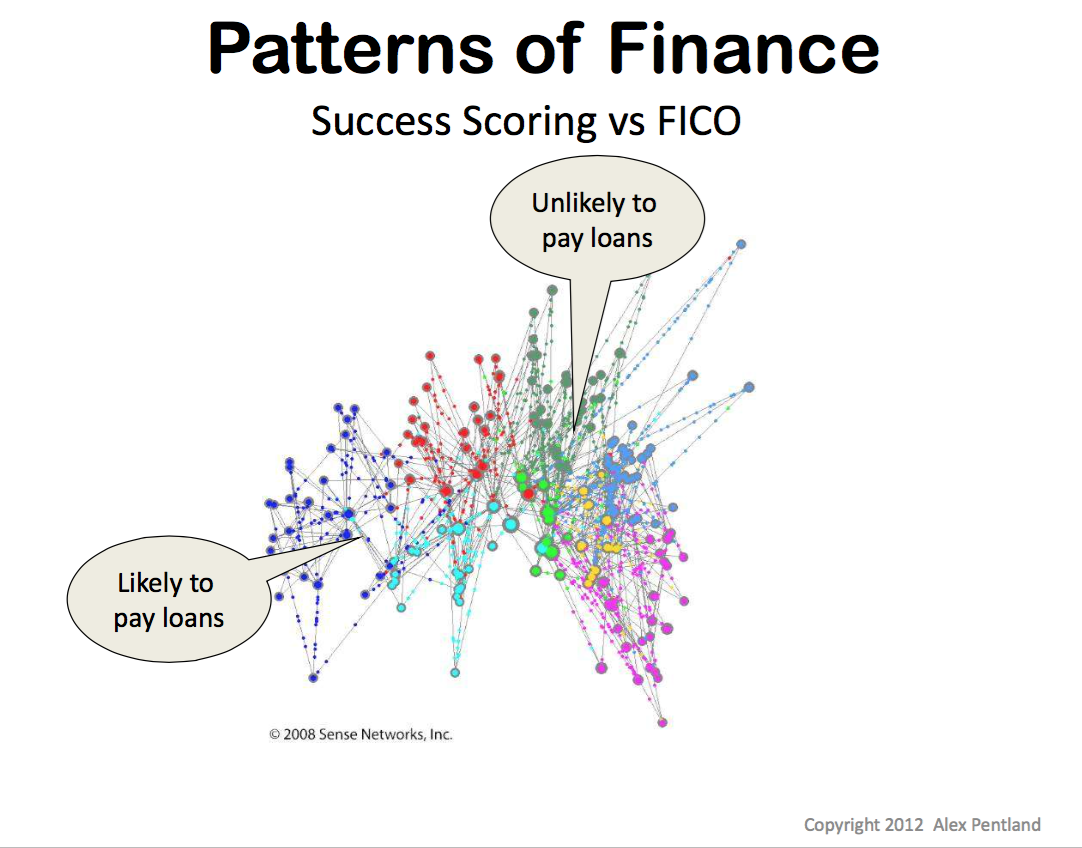 Patterns of Finance
Success Scoring vs FICO
Unlikely to
pay loans
Likely to
pay loans
© 2008 Sense Networks, Inc.
Copyright 2012 Alex Pentland